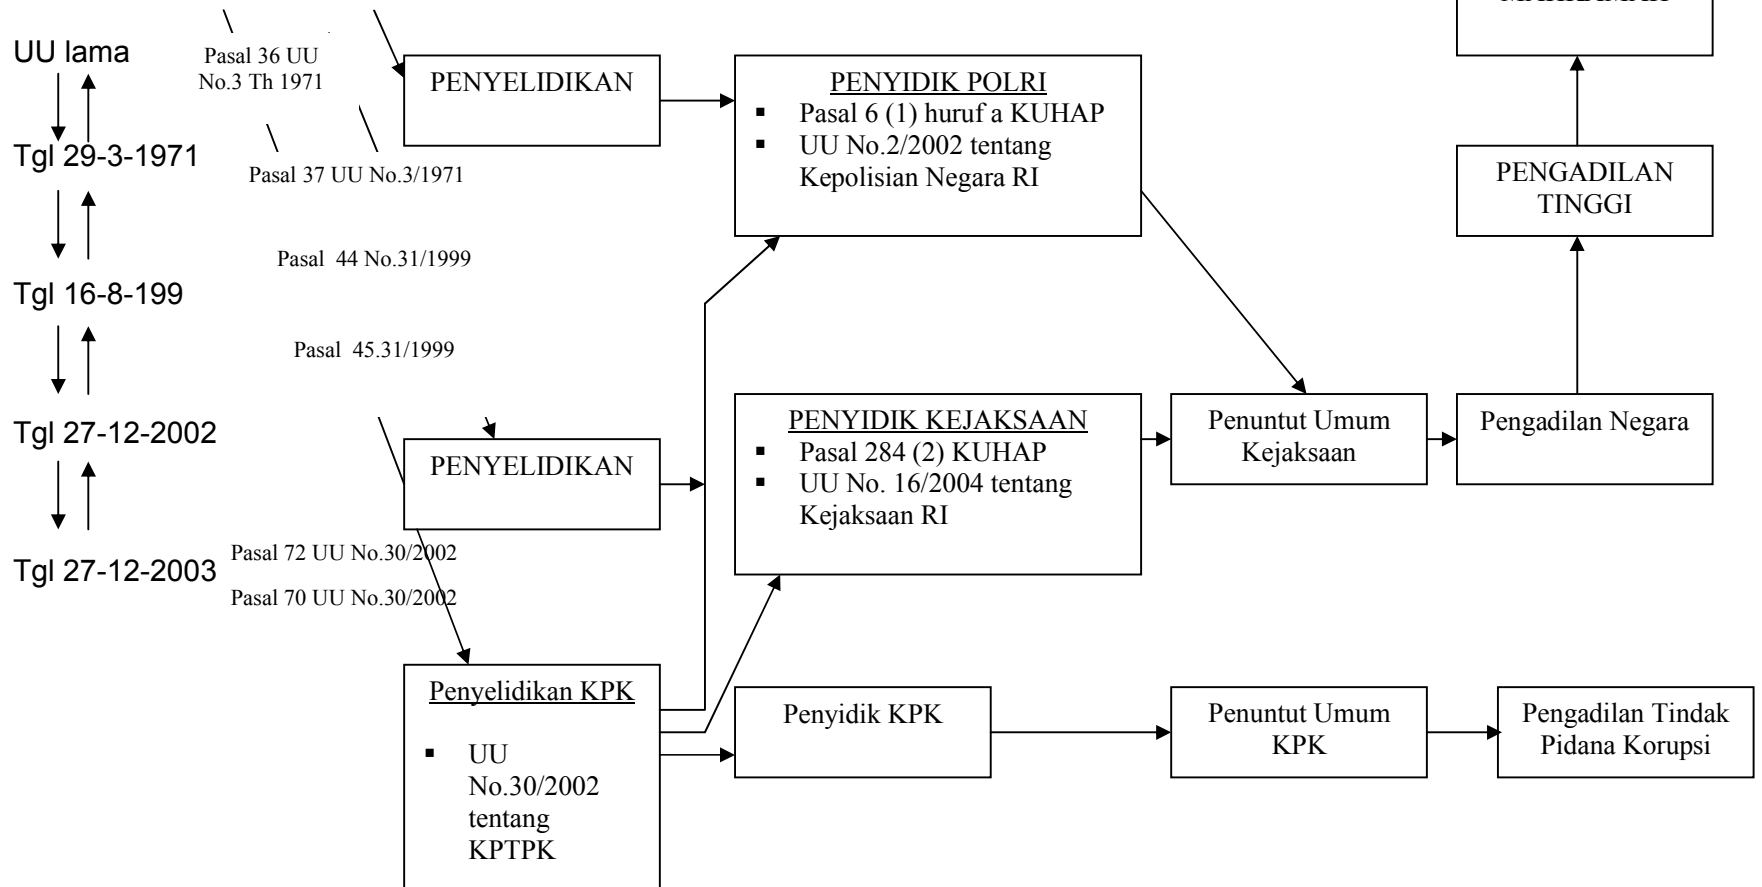 UU lama
Tgl 29-3-1971
Tgl 16-8-199
Tgl 27-12-2002
Tgl 27-12-2003
Pasal 36 UU
No.3 Th 1971
Pasal 37 UU No.3/1971
Pasal 44 No.31/1999
Pasal 45.31/1999
Pasal 72 UU No.30/2002
Pasal 70 UU No.30/2002
PENYELIDIKAN
PENYELIDIKAN
Penyelidikan KPK
▪ UU
No.30/2002
tentang
KPTPK
PENYIDIK POLRI
▪ Pasal 6 (1) huruf a KUHAP
▪ UU No.2/2002 tentang
Kepolisian Negara RI
PENYIDIK KEJAKSAAN
▪ Pasal 284 (2) KUHAP
▪ UU No. 16/2004 tentang
Kejaksaan RI
Penyidik KPK
Penuntut Umum
Kejaksaan
Penuntut Umum
KPK
PENGADILAN
TINGGI
Pengadilan Negara
Pengadilan Tindak
Pidana Korupsi